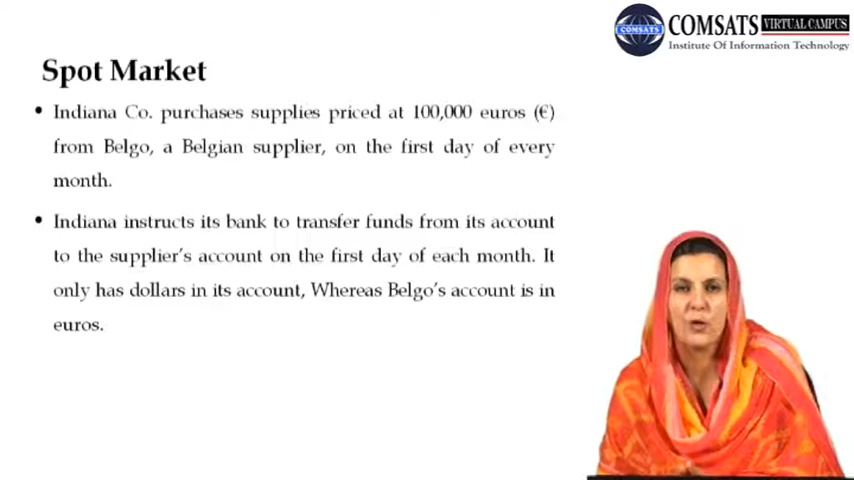 COMSATS VIRTUAL CAMPUS
COMSATS
Institute Of Information Technology
Spot Market
• Indiana Co. purchases supplies priced at 100,000 euros (€)
from Belgo, a Belgian supplier, on the first day of every
month.
• Indiana instructs its bank to transfer funds from its account
to the supplier's account on the first day of each month. It
only has dollars in its account, Whereas Belgo's account is in
euros.